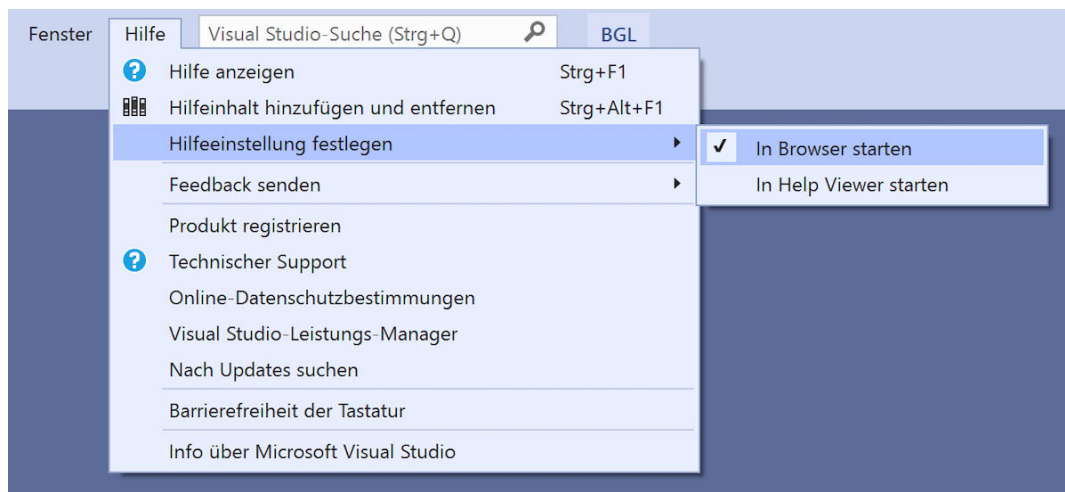 Fenster Hilfe Visual Studio-Suche (Strg+Q) BGL
Hilfe anzeigen Strg+F1
Hilfeinhalt hinzufügen und entfernen Strg+Alt+F1
Hilfeeinstellung festlegen
In Browser starten
In Help Viewer starten
Feedback senden
Produkt registrieren
Technischer Support
Online-Datenschutzbestimmungen
Visual Studio-Leistungs-Manager
Nach Updates suchen
Barrierefreiheit der Tastatur
Info über Microsoft Visual Studio